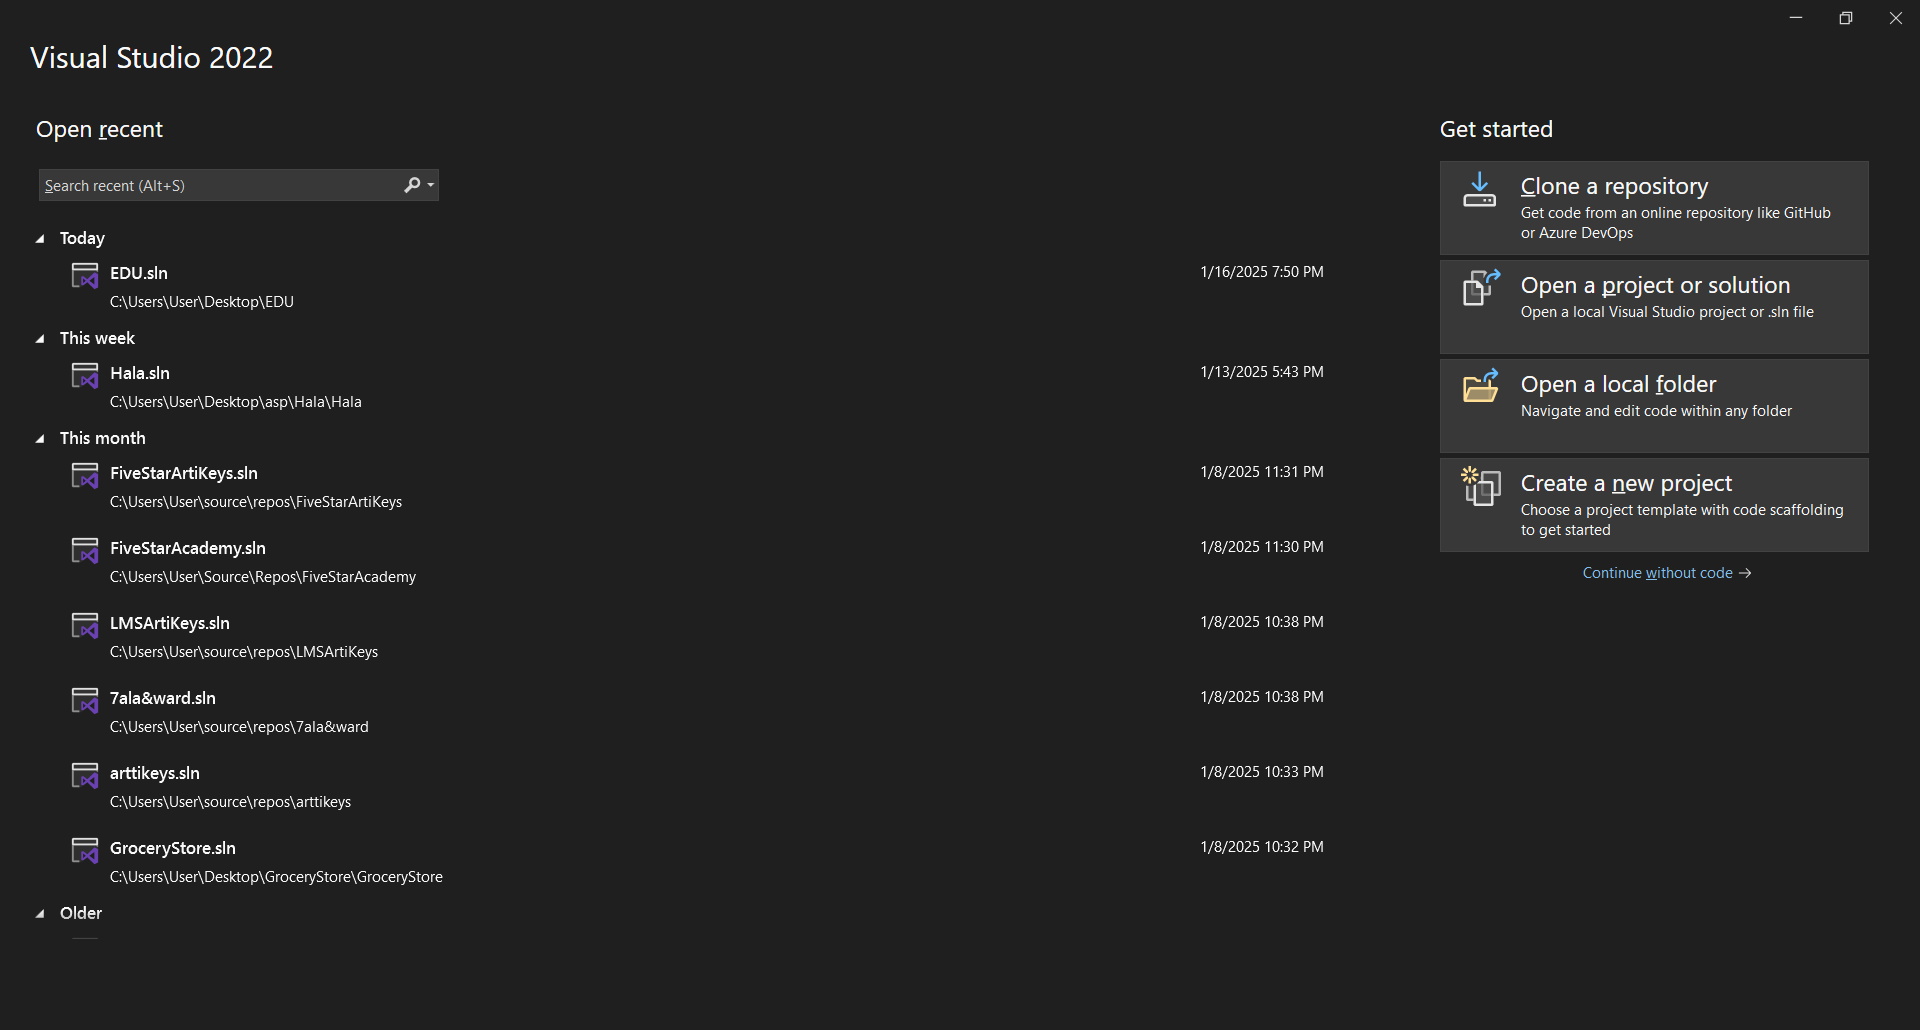 Visual Studio 2022
Open recent
Search recent (Alt+S)
Today
EDU.sln
1/16/2025 7:50 PM
C:\Users\User\Desktop\EDU
This week
Hala.sln
1/13/2025 5:43 PM
C:\Users\User\Desktop\asp\Hala\Hala
This month
FiveStarArtiKeys.sln
1/8/2025 11:31 PM
C:\Users\User\source\repos\FiveStarArtiKeys
FiveStarAcademy.sln
1/8/2025 11:30 PM
C:\Users\User\Source\Repos\FiveStarAcademy
LMSArtiKeys.sln
1/8/2025 10:38 PM
C:\Users\User\source\repos\LMSArtiKeys
7ala&ward.sln
1/8/2025 10:38 PM
C:\Users\User\source\repos\7ala&ward
arttikeys.sln
1/8/2025 10:33 PM
C:\Users\User\source\repos\arttikeys
GroceryStore.sln
1/8/2025 10:32 PM
C:\Users\User\Desktop\GroceryStore\GroceryStore
Older
Get started
Clone a repository
Get code from an online repository like GitHub
or Azure DevOps
Open a project or solution
Open a local Visual Studio project or .sln file
Open a local folder
Navigate and edit code within any folder
Create a new project
Choose a project template with code scaffolding
to get started
Continue without code →